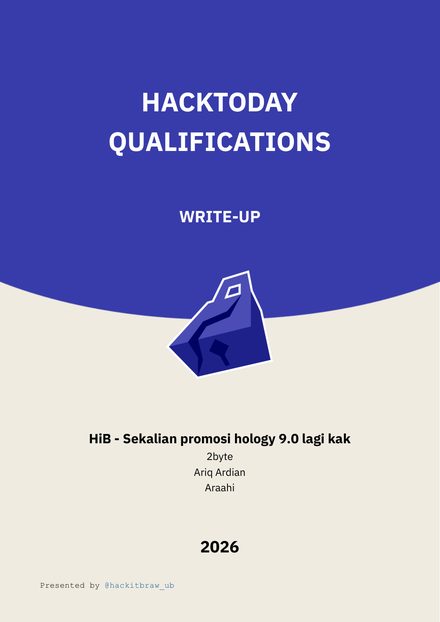 HACKTODAY
QUALIFICATIONS
WRITE-UP
HiB - Sekalian promosi hology 9.0 lagi kak
2byte
Ariq Ardian
Araahi
2026
Presented by @hackitbraw_ub